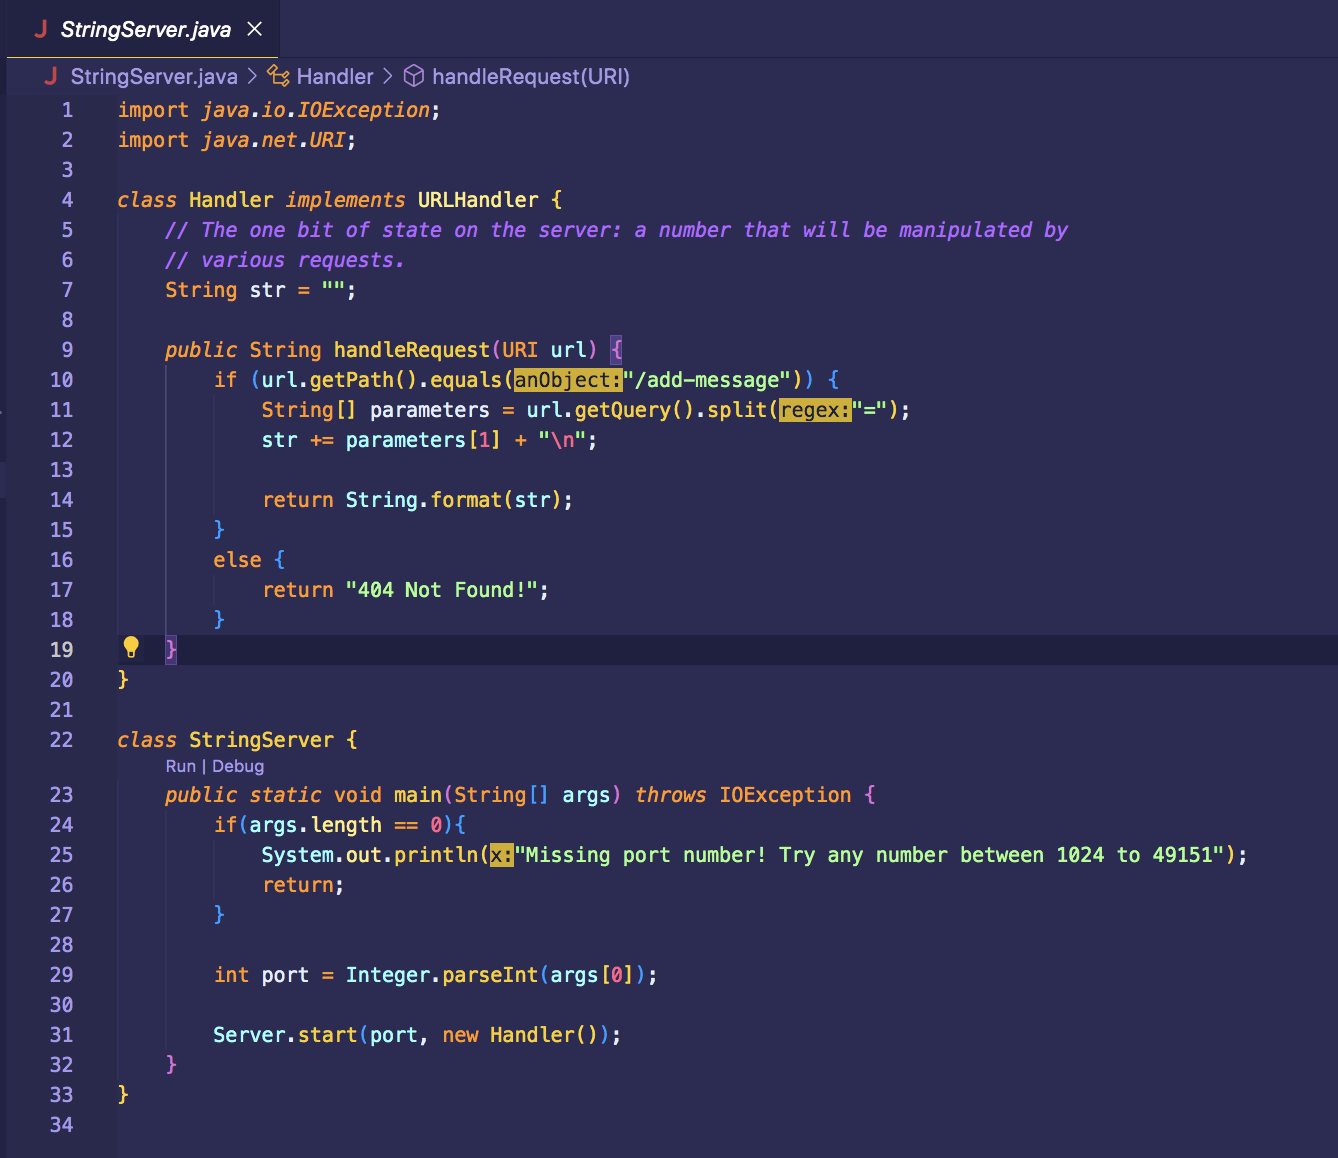 StringServer.java
StringServer.java > Handler > handleRequest(URI)
1 import java.io.IOException;
2 import java.net.URI;
3
4 class Handler implements URLHandler {
5 // The one bit of state on the server: a number that will be manipulated by
6 // various requests.
7 String str = "";
8
9 public String handleRequest(URI url) {
10 if (url.getPath().equals(anObject:"/add-message")) {
11 String[] parameters = url.getQuery().split(regex:"=");
12 str += parameters[1] + "\n";
13
14 return String.format(str);
15 }
16 else {
17 return "404 Not Found!";
18 }
19 }
20 }
21
22 class StringServer {
Run | Debug
23 public static void main(String[] args) throws IOException {
24 if(args.length == 0){
25 System.out.println(x:"Missing port number! Try any number between 1024 to 49151");
26 return;
27 }
28
29 int port = Integer.parseInt(args[0]);
30
31 Server.start(port, new Handler());
32 }
33 }
34